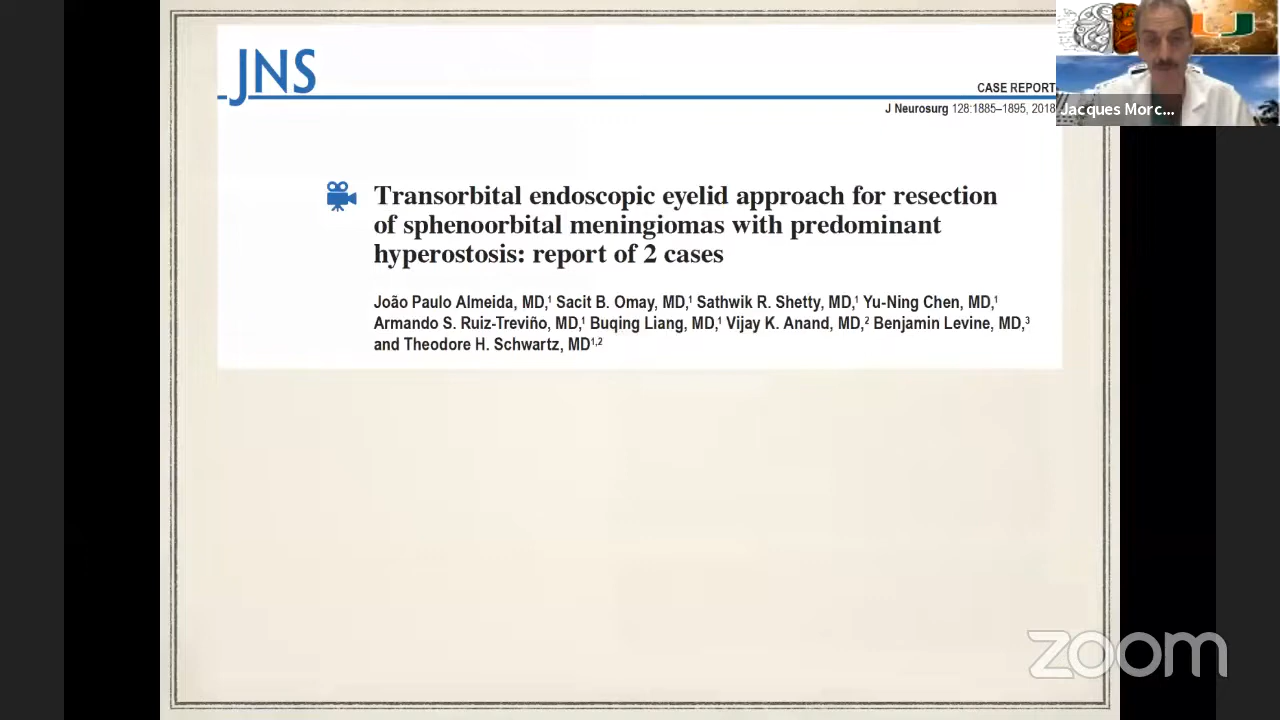 JNS
CASE REPORT
J Neurosurg 128:1885–1895, 2018
Jacques Morc...
Transorbital endoscopic eyelid approach for resection
of sphenoorbital meningiomas with predominant
hyperostosis: report of 2 cases
João Paulo Almeida, MD,¹ Sacit B. Omay, MD,¹ Sathwik R. Shetty, MD,¹ Yu-Ning Chen, MD,¹
Armando S. Ruiz-Treviño, MD,¹ Buqing Liang, MD,¹ Vijay K. Anand, MD,² Benjamin Levine, MD,³
and Theodore H. Schwartz, MD¹,²
zoom